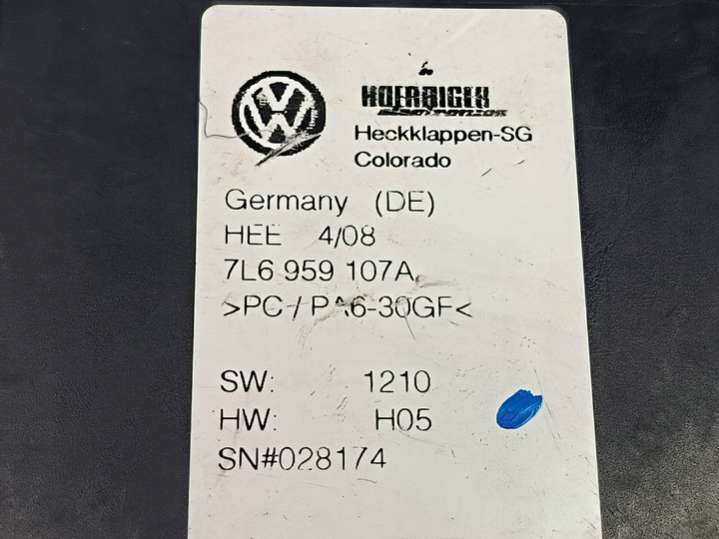 HOERBIGER
Heckklappen-SG
Colorado
Germany (DE)
HEE 4/08
7L6 959 107A
>PC / PA6-30GF<
SW: 1210
HW: H05
SN#028174